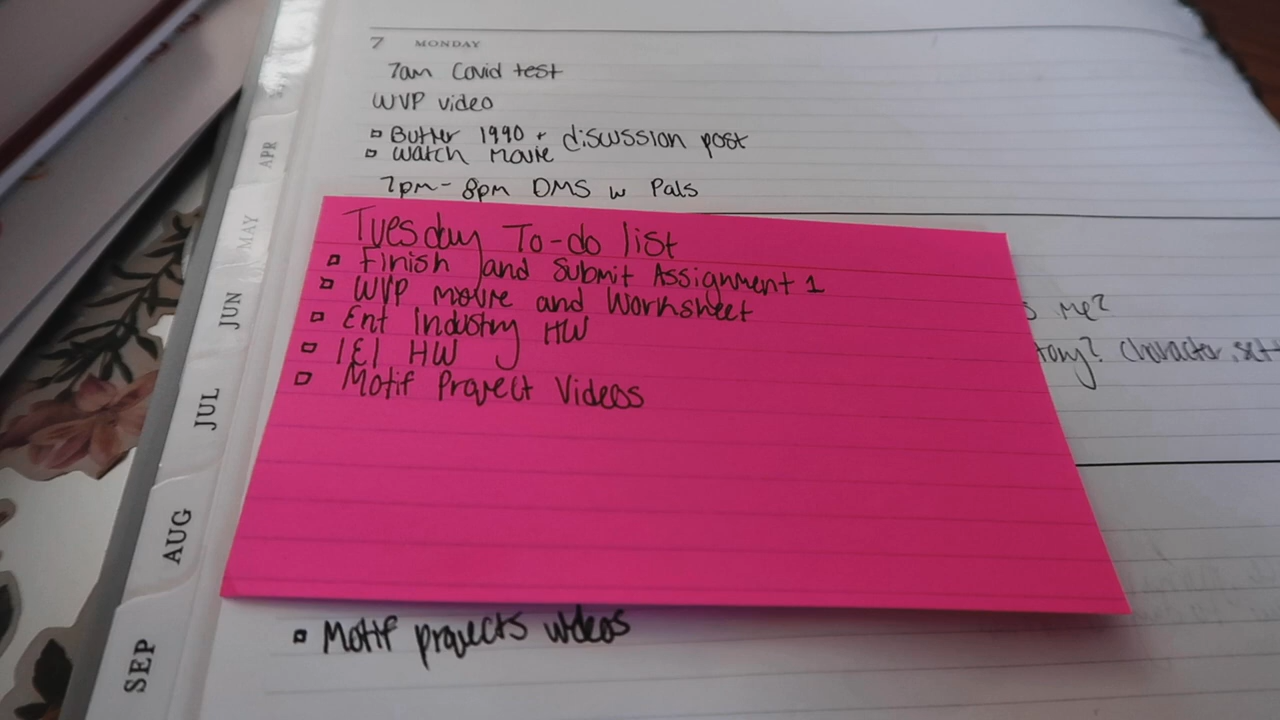 7 MONDAY
7am Covid test
WVP video
Butler 1990 + discussion post
watch movie
7pm - 8pm DMS w Pals
Tuesday To-do list
Finish and Submit Assignment 1
WVP movie and Worksheet
Ent Industry HW
IEI HW
Motif Project Videos
me?
character, set
Motif projects videos
APR
MAY
JUN
JUL
AUG
SEP